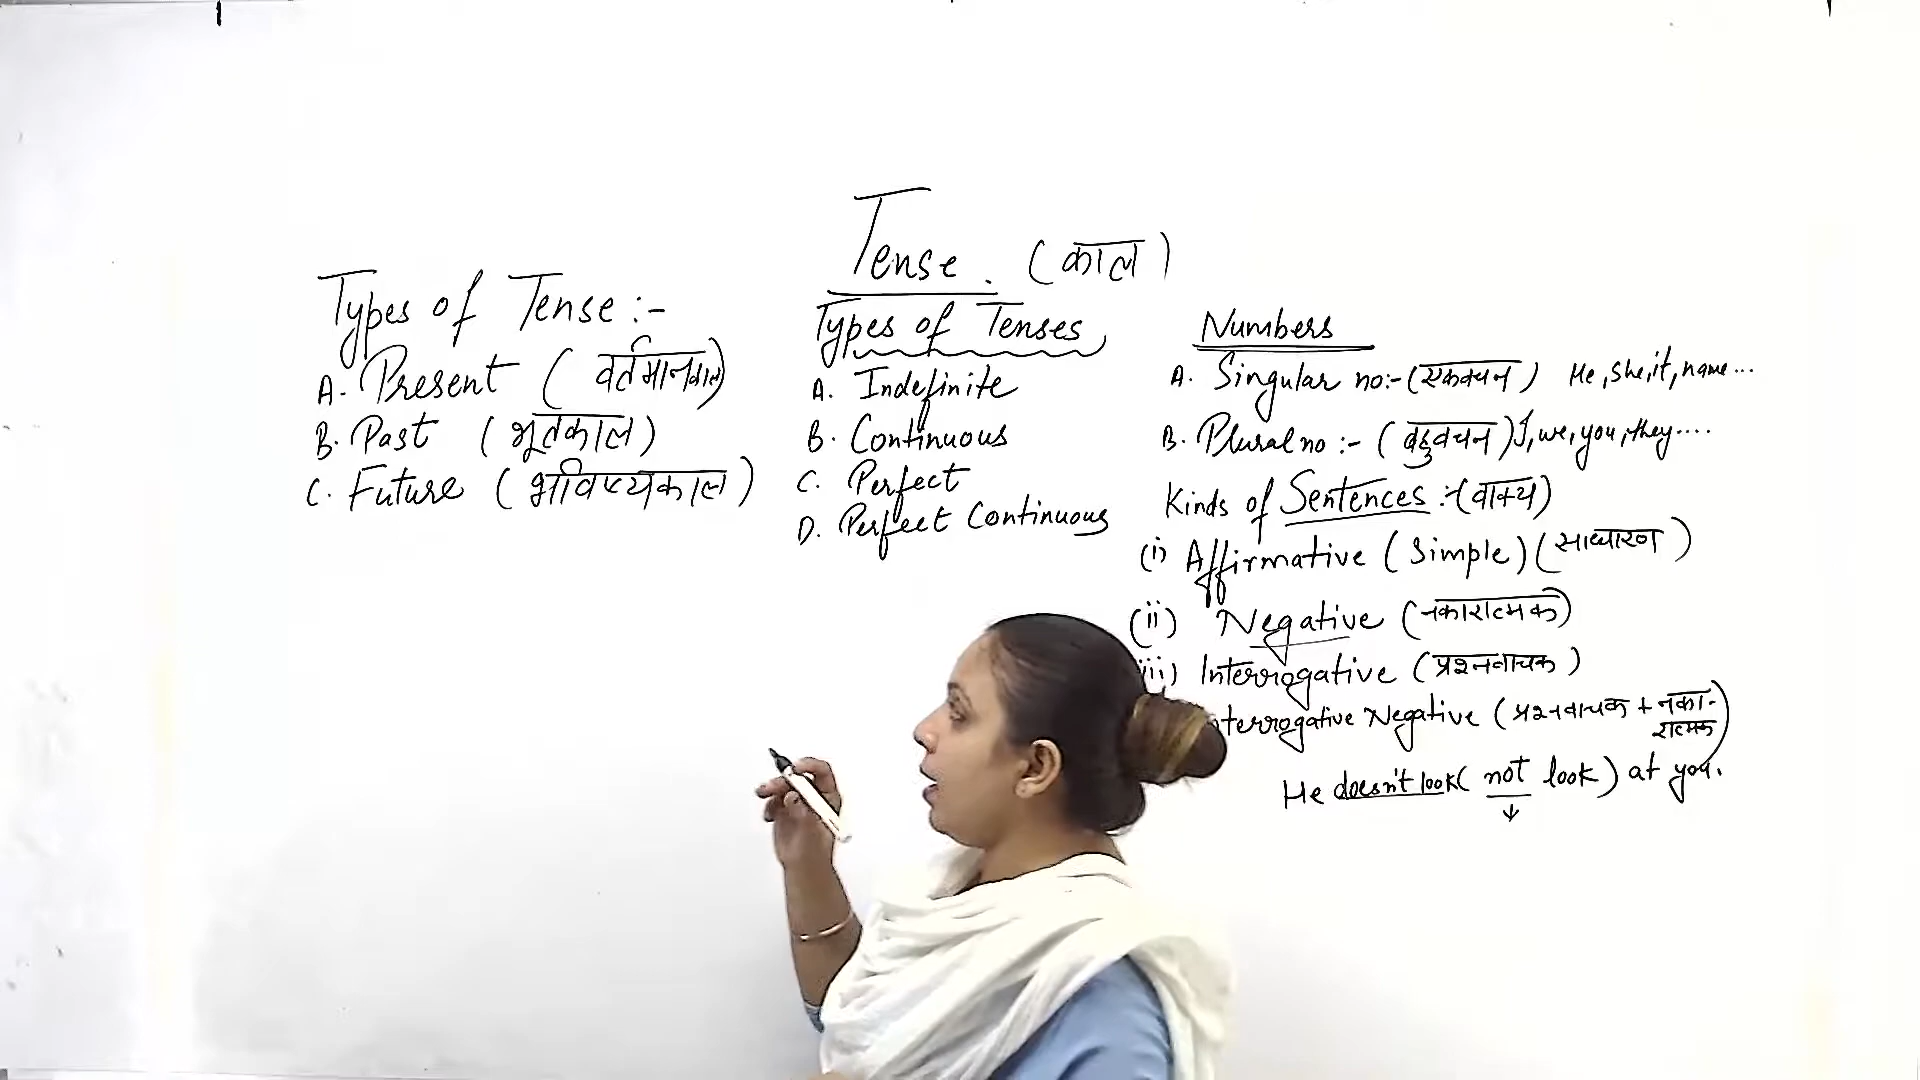 Tense. (काल)
Types of Tense :-
A. Present (वर्तमानकाल)
B. Past (भूतकाल)
C. Future (भविष्यकाल)
Types of Tenses
A. Indefinite
B. Continuous
C. Perfect
D. Perfect Continuous
Numbers
A. Singular no:- (एकवचन) He, she, it, name...
B. Plural no :- (बहुवचन) I, we, you, they....
Kinds of Sentences :- (वाक्य)
(i) Affirmative (Simple) (साधारण)
(ii) Negative (नकारात्मक)
iii) Interrogative (प्रश्नवाचक)
nterrogative Negative (प्रश्नवाचक + नका-
रात्मक)
He doesn't look (not look) at you.